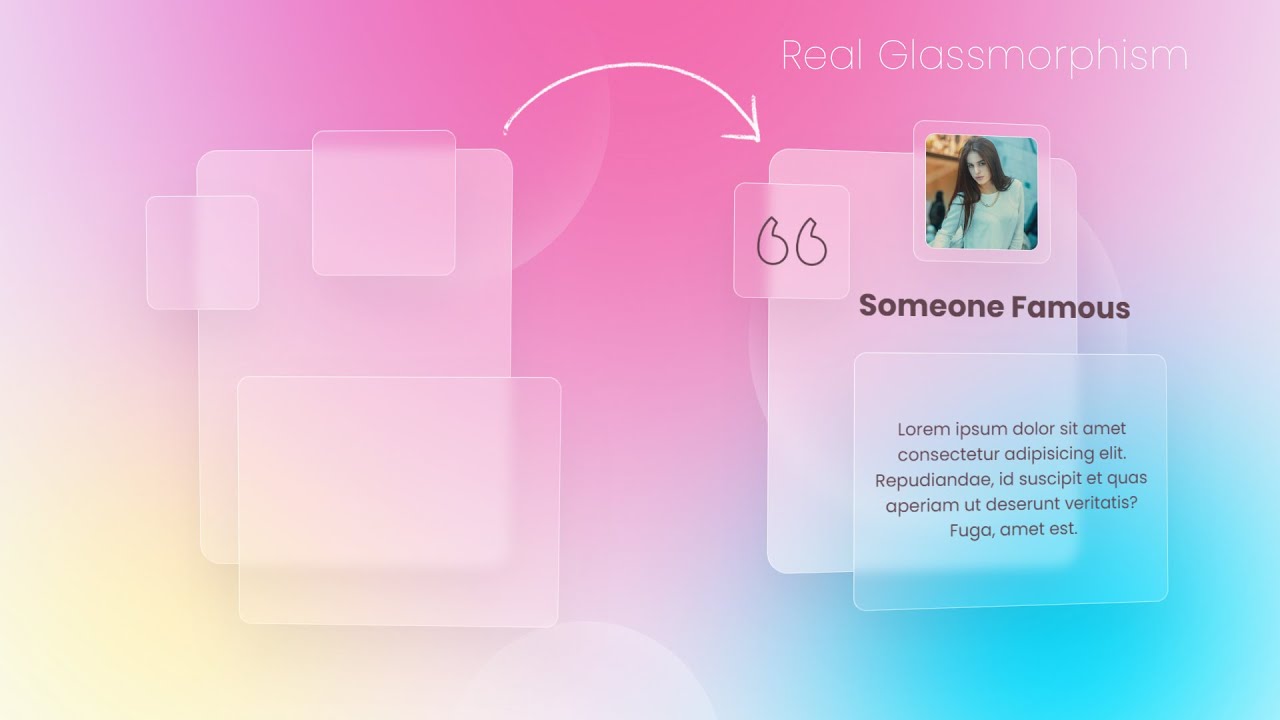 Real Glassmorphism
“
Someone Famous
Lorem ipsum dolor sit amet
consectetur adipisicing elit.
Repudiandae, id suscipit et quas
aperiam ut deserunt veritatis?
Fuga, amet est.